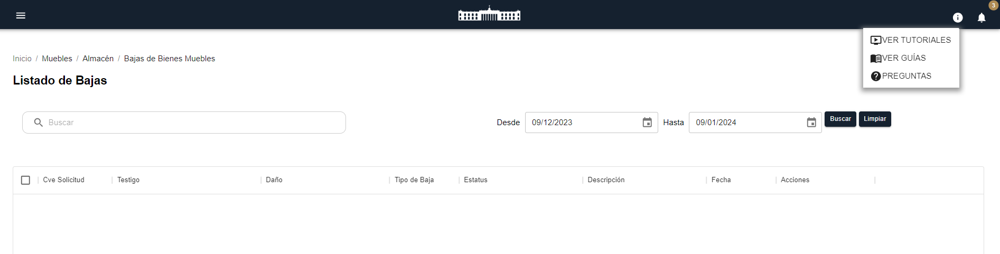 3
VER TUTORIALES
VER GUÍAS
PREGUNTAS
Inicio / Muebles / Almacén / Bajas de Bienes Muebles
Listado de Bajas
Buscar
Desde 09/12/2023 Hasta 09/01/2024 Buscar Limpiar
Cve Solicitud Testigo Daño Tipo de Baja Estatus Descripción Fecha Acciones